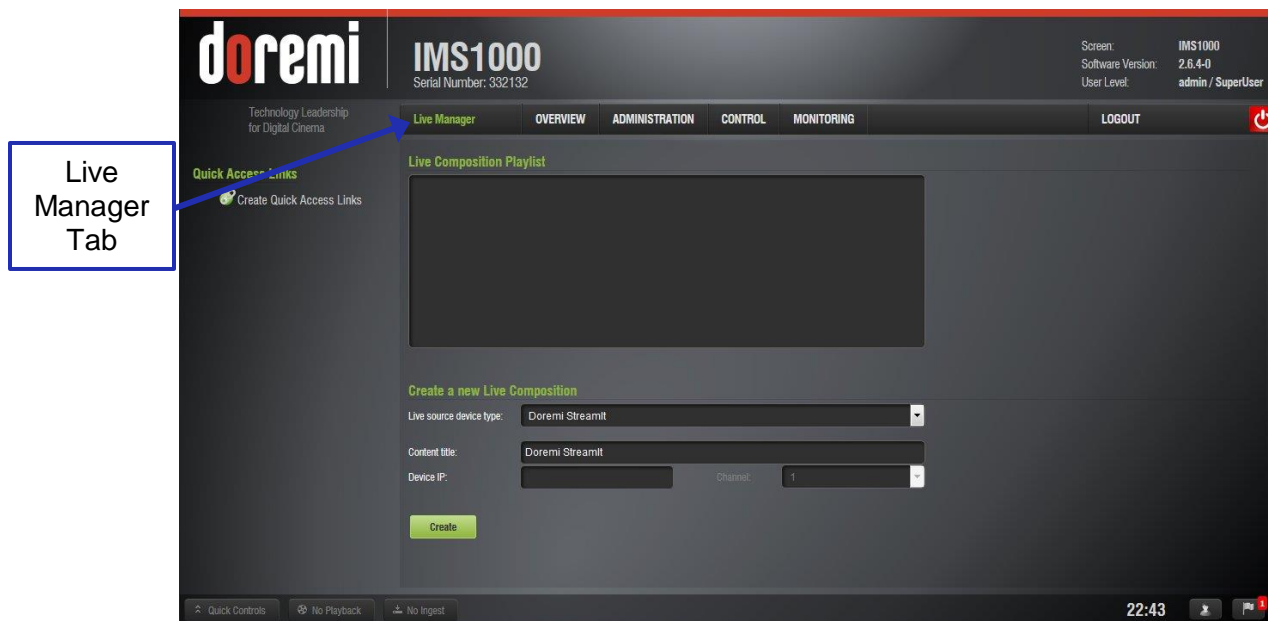 doremi
Technology Leadership
for Digital Cinema
IMS1000
Serial Number: 332132
Screen: IMS1000
Software Version: 2.6.4-0
User Level: admin / SuperUser
Live Manager OVERVIEW ADMINISTRATION CONTROL MONITORING LOGOUT
Live
Manager
Tab
Quick Access Links
Create Quick Access Links
Live Composition Playlist
Create a new Live Composition
Live source device type: Doremi StreamIt
Content title: Doremi StreamIt
Device IP: Channel: 1
Create
Quick Controls No Playback No Ingest 22:43 1